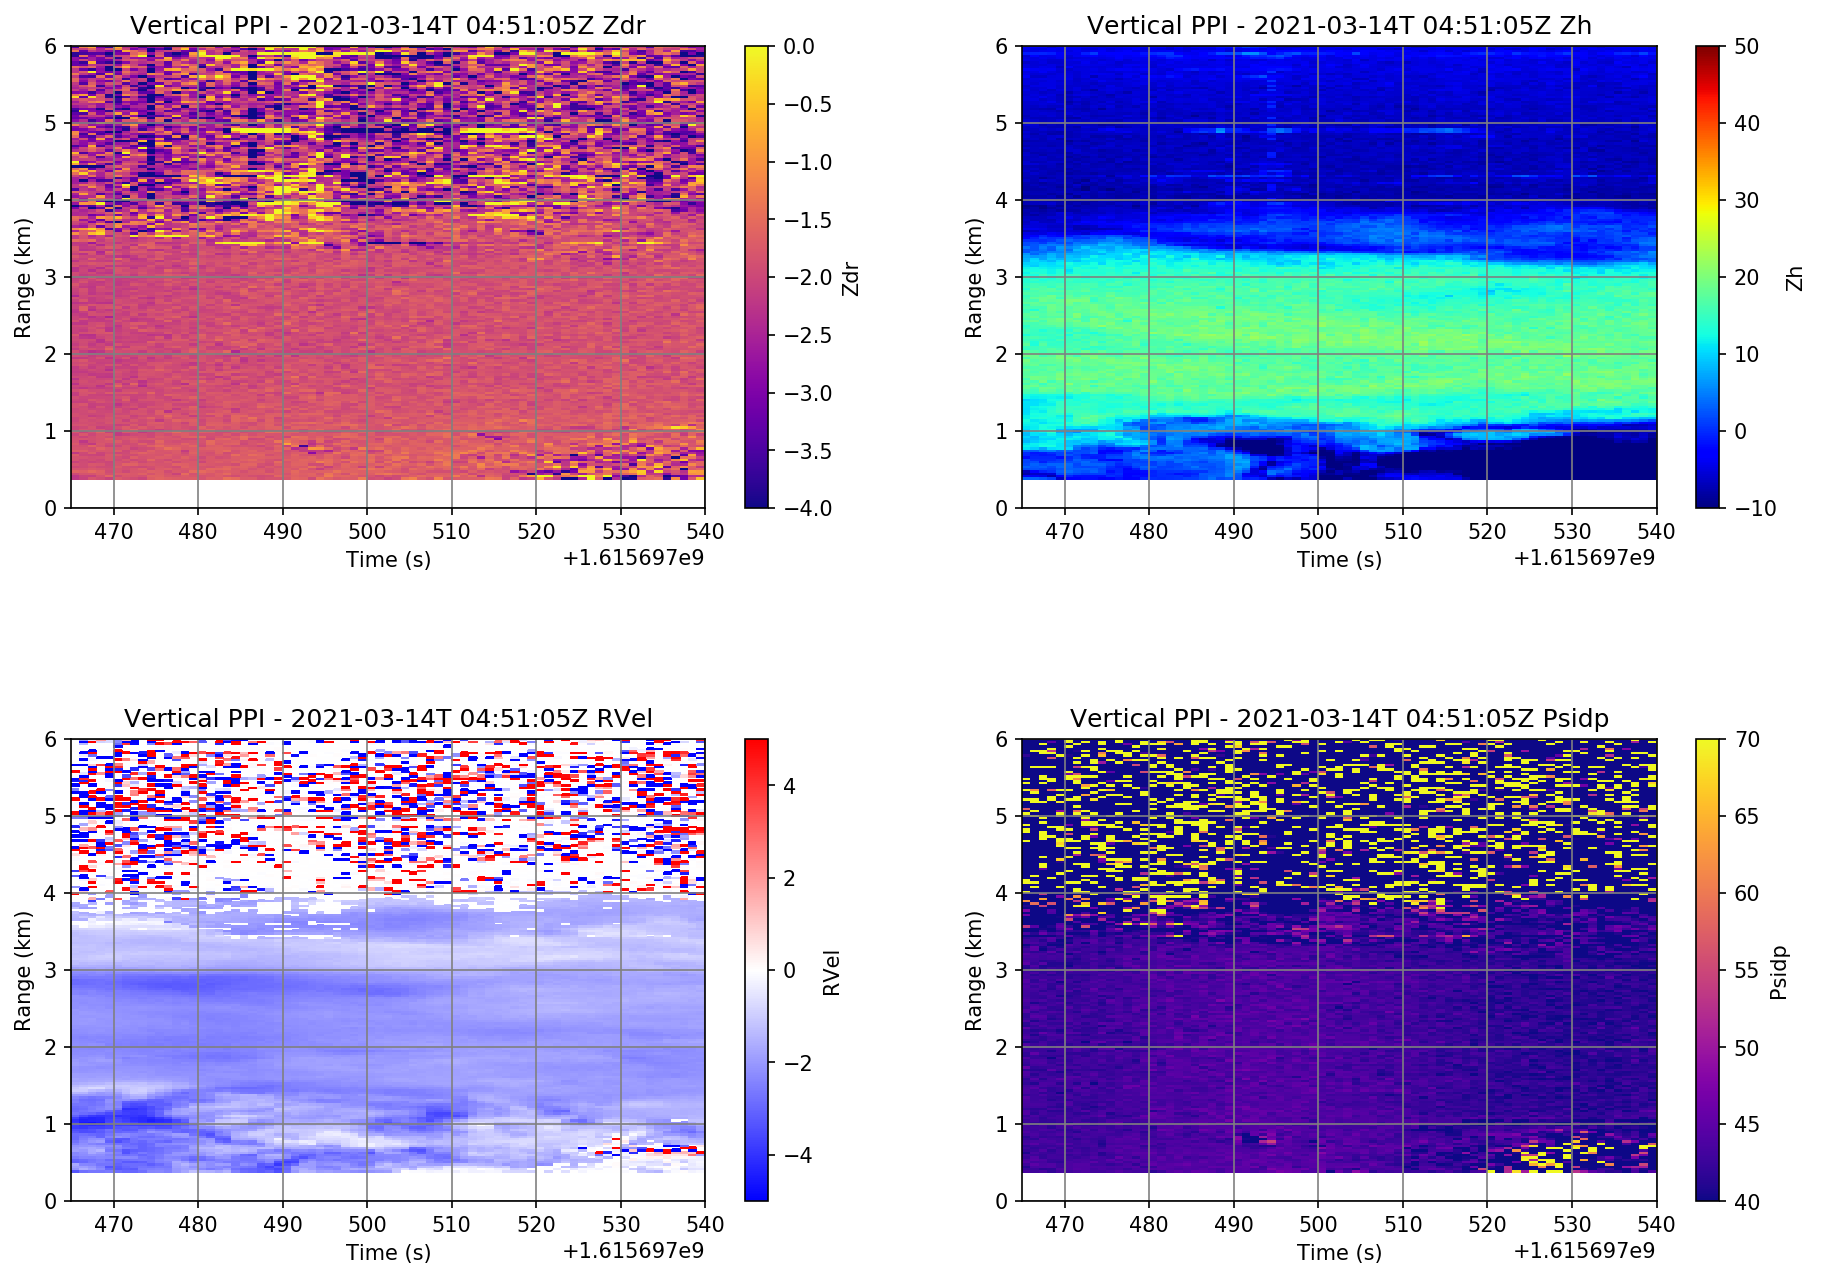 Vertical PPI - 2021-03-14T 04:51:05Z Zdr
6
5
4
3
2
1
0
Range (km)
470 480 490 500 510 520 530 540
Time (s)
+1.615697e9
0.0
−0.5
−1.0
−1.5
−2.0
−2.5
−3.0
−3.5
−4.0
Zdr
Vertical PPI - 2021-03-14T 04:51:05Z Zh
6
5
4
3
2
1
0
Range (km)
470 480 490 500 510 520 530 540
Time (s)
+1.615697e9
50
40
30
20
10
0
−10
Zh
Vertical PPI - 2021-03-14T 04:51:05Z RVel
6
5
4
3
2
1
0
Range (km)
470 480 490 500 510 520 530 540
Time (s)
+1.615697e9
4
2
0
−2
−4
RVel
Vertical PPI - 2021-03-14T 04:51:05Z Psidp
6
5
4
3
2
1
0
Range (km)
470 480 490 500 510 520 530 540
Time (s)
+1.615697e9
70
65
60
55
50
45
40
Psidp